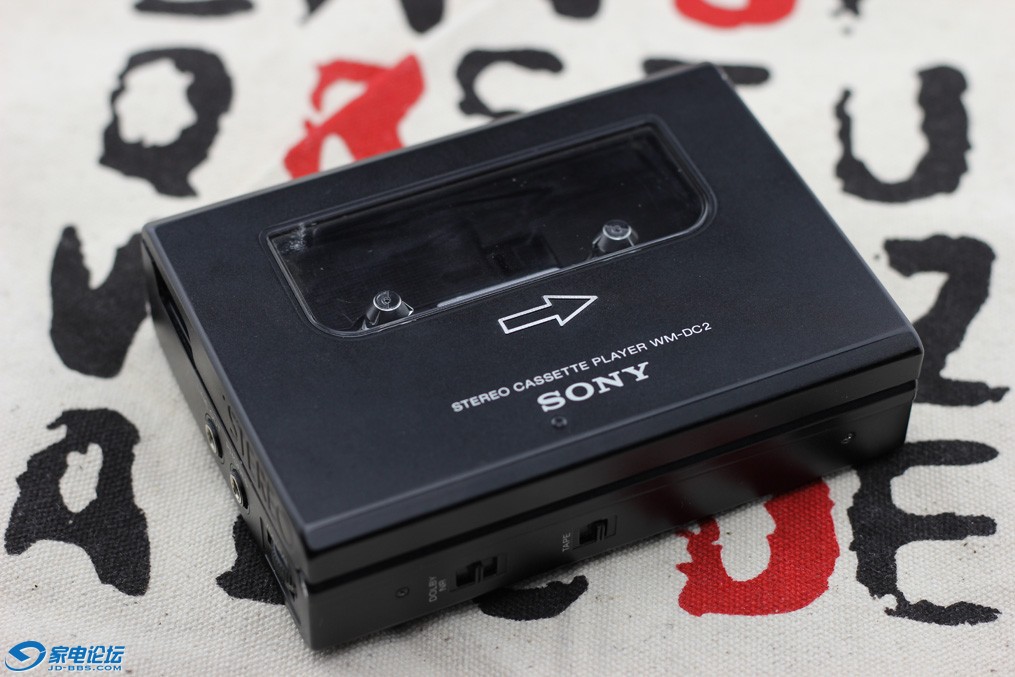 Q R S T U
V
Z
A
D E
STEREO CASSETTE PLAYER WM-DC2
SONY
DOLBY
NR
TAPE
家电论坛
JD-BBS.COM